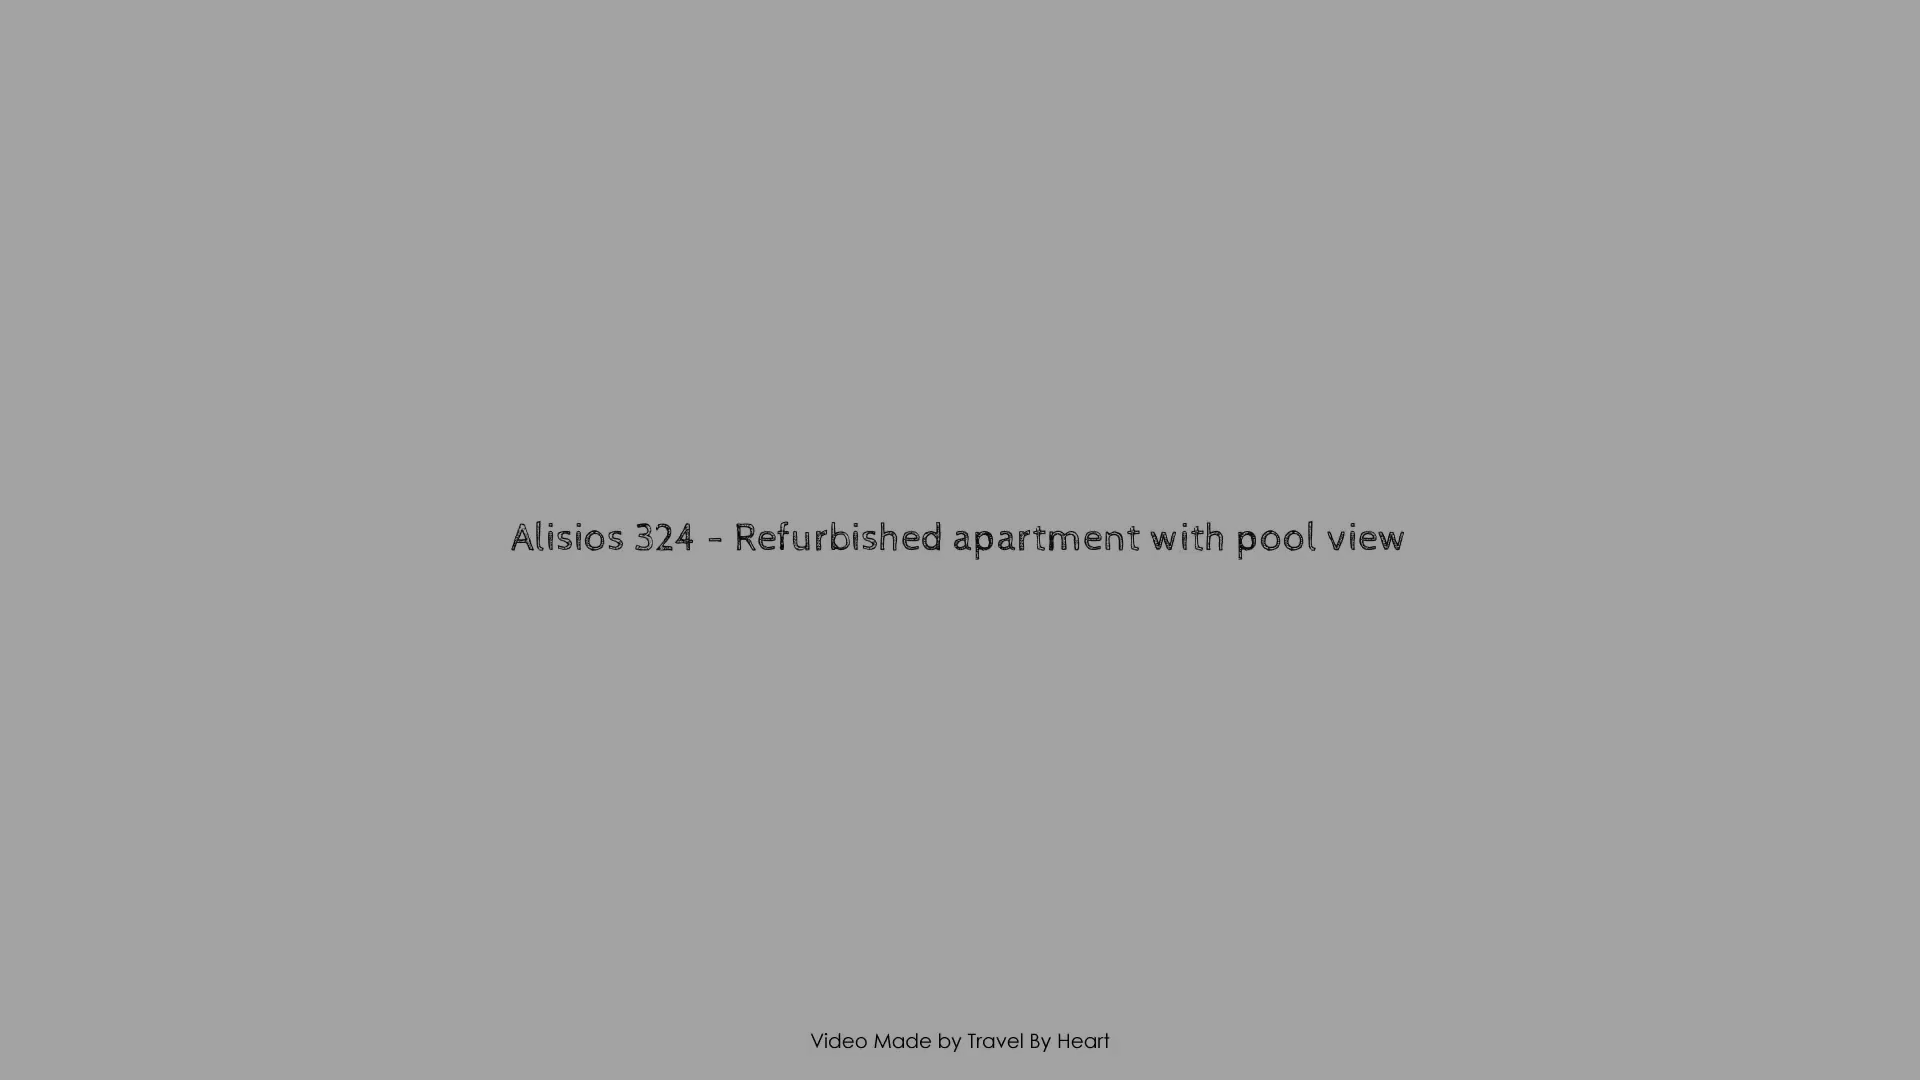 Alisios 324 - Refurbished apartment with pool view
Video Made by Travel By Heart